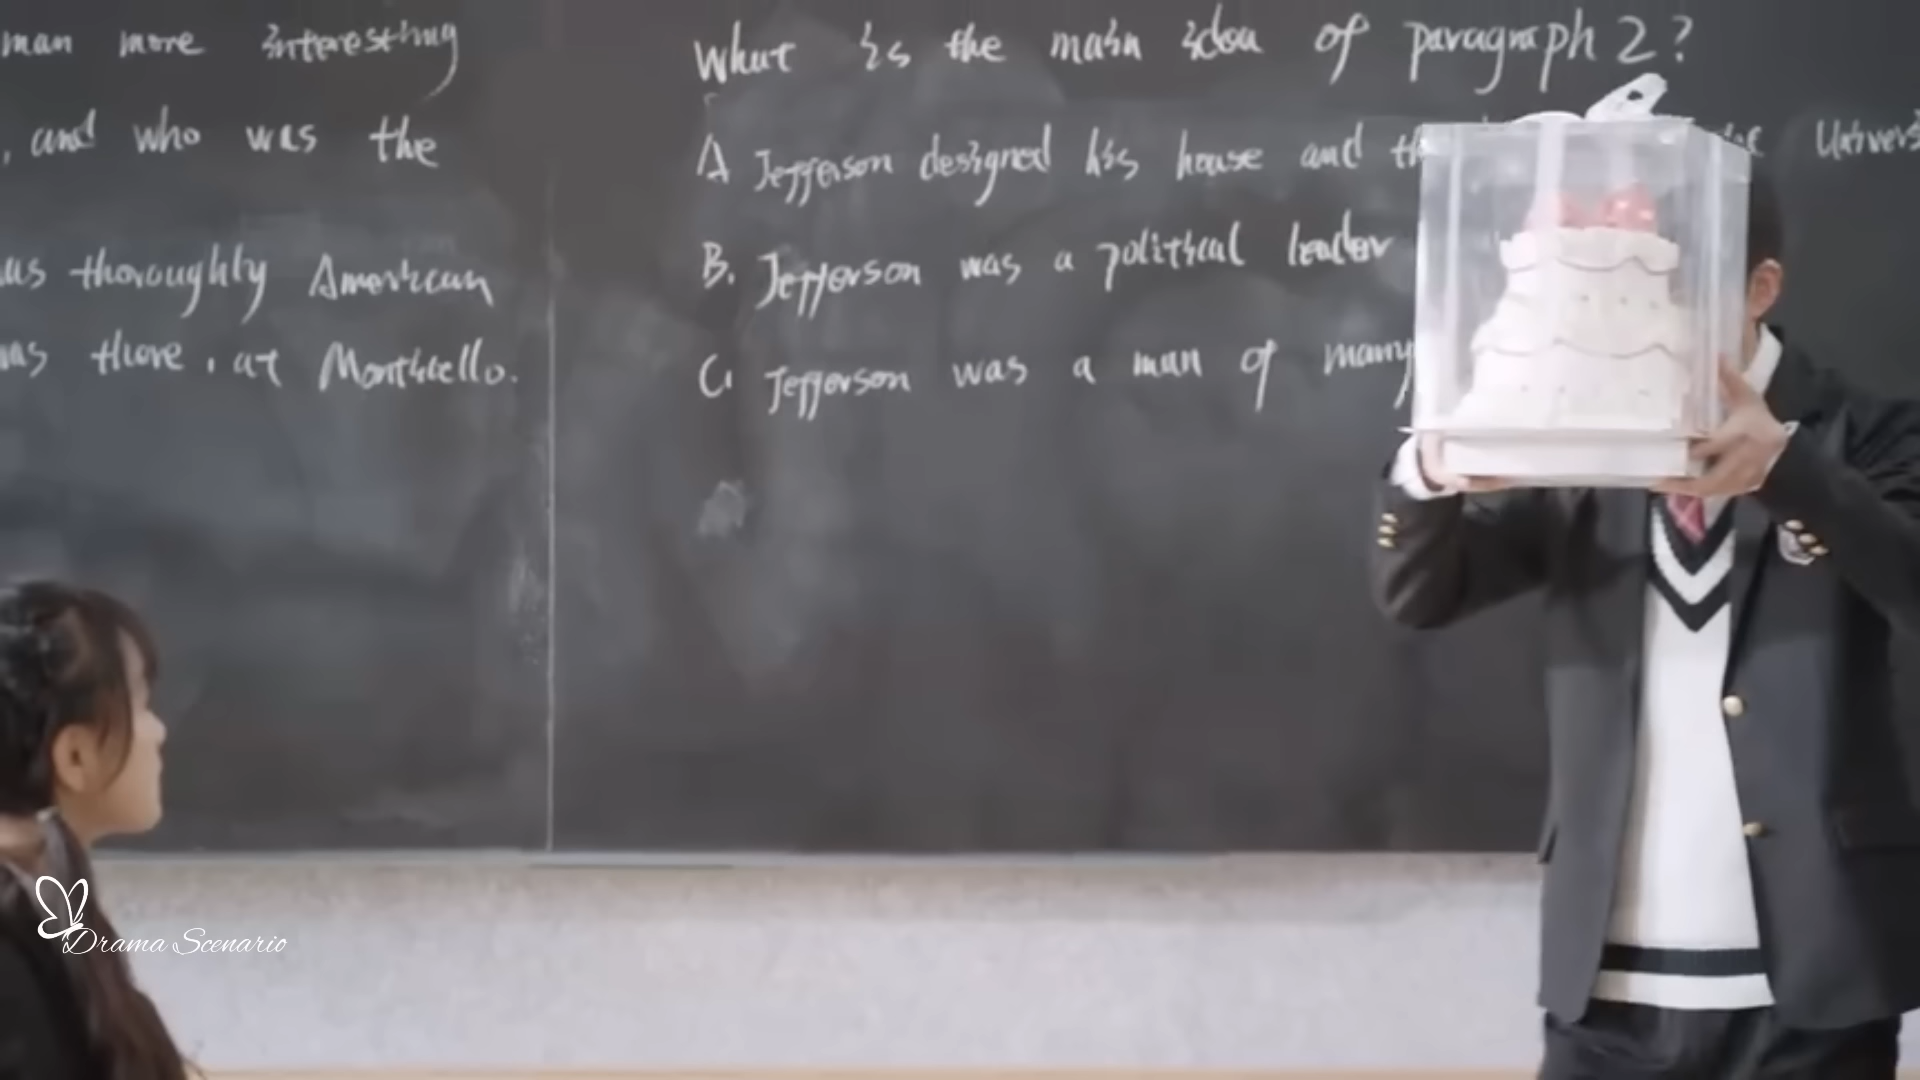 man more interesting
, and who was the
as thoroughly American
was there, at Monticello.
What is the main idea of paragraph 2?
A Jefferson designed his house and the Univers
B. Jefferson was a political leader
C. Jefferson was a man of many
Drama Scenario